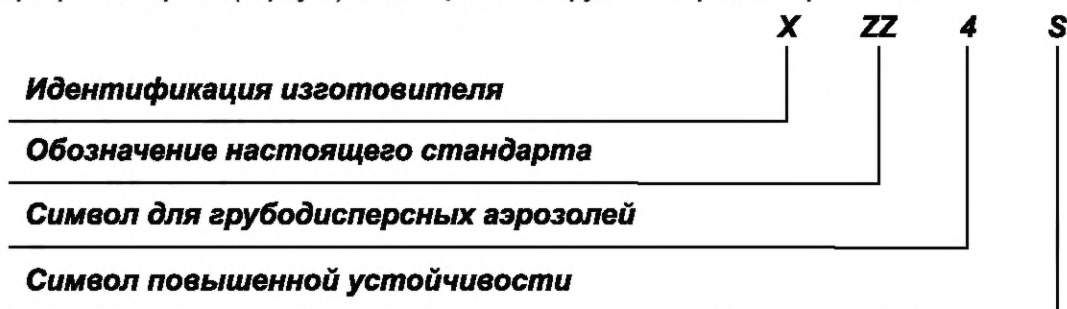 X ZZ 4 S
Идентификация изготовителя
Обозначение настоящего стандарта
Символ для грубодисперсных аэрозолей
Символ повышенной устойчивости